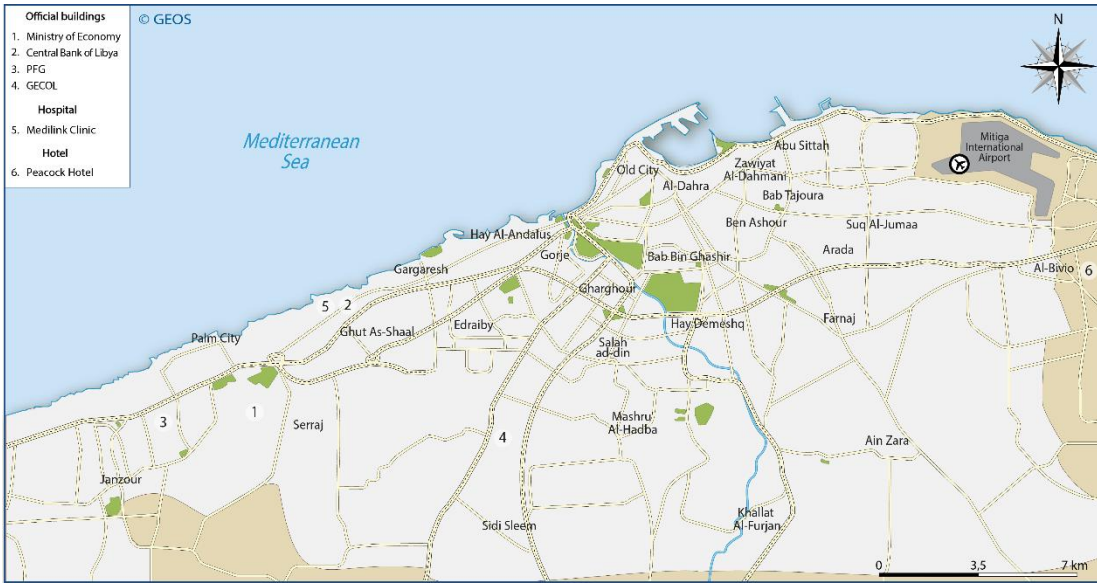 Official buildings
1. Ministry of Economy
2. Central Bank of Libya
3. PFG
4. GECOL
Hospital
5. Medilink Clinic
Hotel
6. Peacock Hotel
© GEOS
N
Mediterranean
Sea
Mitiga
International
Airport
Abu Sittah
Old City
Zawiyat
Al-Dahmani
Al-Dahra
Bab Tajoura
Ben Ashour
Suq Al-Jumaa
Hay Al-Andalus
Gorje
Bab Bin Ghashir
Arada
Gargaresh
Al-Bivio
6
Gharghour
5
2
Ghut As-Shaal
Edraiby
Hay Demeshq
Farnaj
Palm City
Salah
ad-din
1
3
Serraj
4
Mashru
Al-Hadba
Ain Zara
Janzour
Sidi Sleem
Khallat
Al-Furjan
0
3,5
7 km